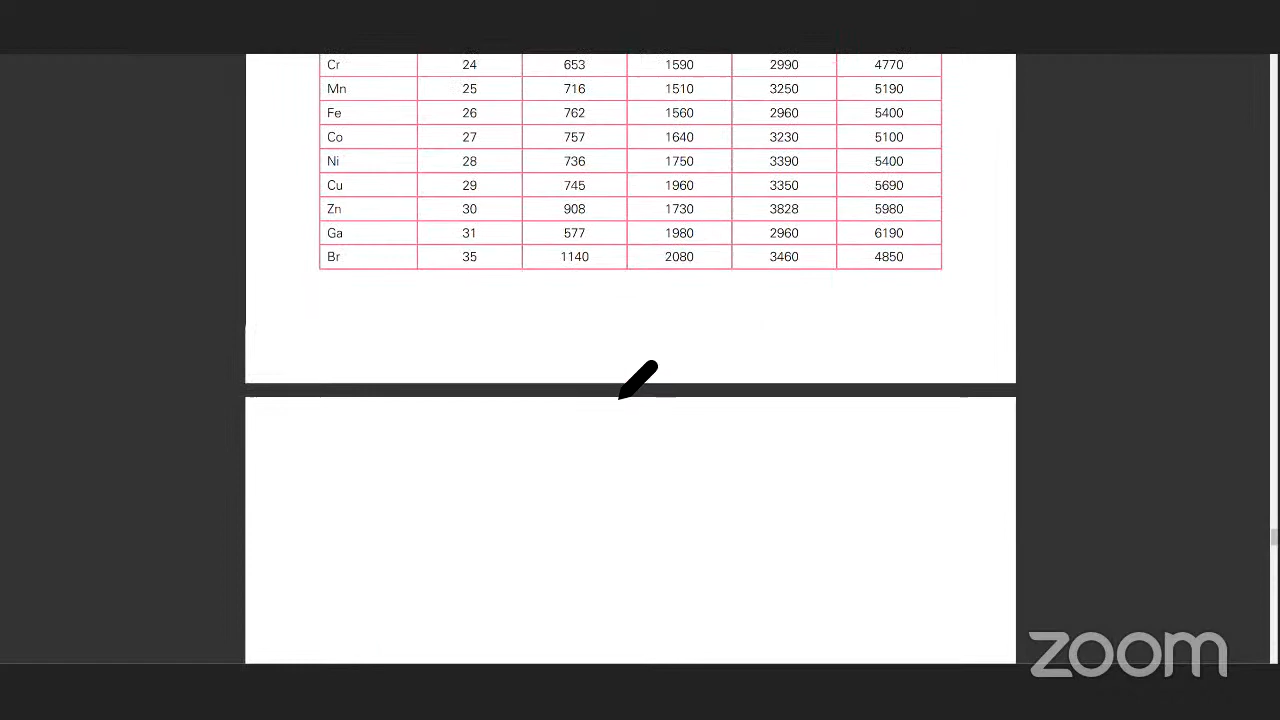 Cr 24 653 1590 2990 4770
Mn 25 716 1510 3250 5190
Fe 26 762 1560 2960 5400
Co 27 757 1640 3230 5100
Ni 28 736 1750 3390 5400
Cu 29 745 1960 3350 5690
Zn 30 908 1730 3828 5980
Ga 31 577 1980 2960 6190
Br 35 1140 2080 3460 4850
zoom